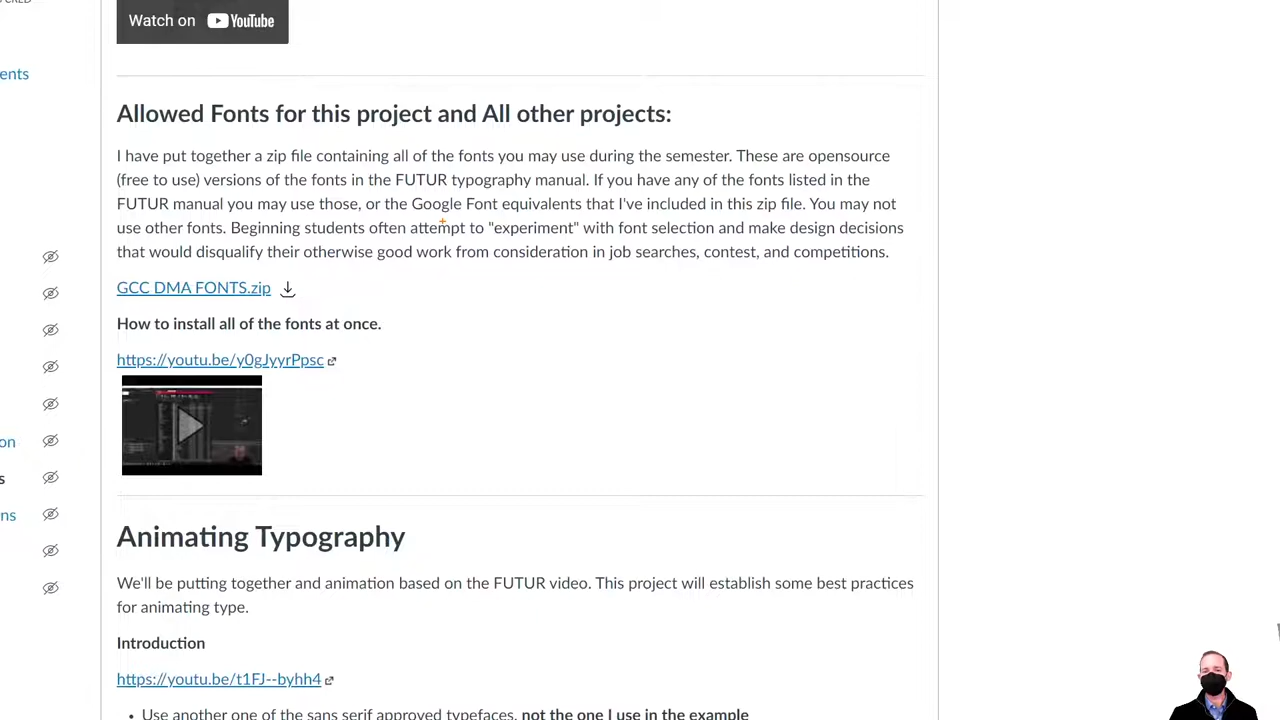 Watch on YouTube
ents
Allowed Fonts for this project and All other projects:
I have put together a zip file containing all of the fonts you may use during the semester. These are opensource
(free to use) versions of the fonts in the FUTUR typography manual. If you have any of the fonts listed in the
FUTUR manual you may use those, or the Google Font equivalents that I've included in this zip file. You may not
use other fonts. Beginning students often attempt to "experiment" with font selection and make design decisions
that would disqualify their otherwise good work from consideration in job searches, contest, and competitions.
GCC DMA FONTS.zip
How to install all of the fonts at once.
https://youtu.be/y0gJyyrPpsc
on
s
ns
Animating Typography
We'll be putting together and animation based on the FUTUR video. This project will establish some best practices
for animating type.
Introduction
https://youtu.be/t1FJ--byhh4
• Use another one of the sans serif approved typefaces, not the one I use in the example